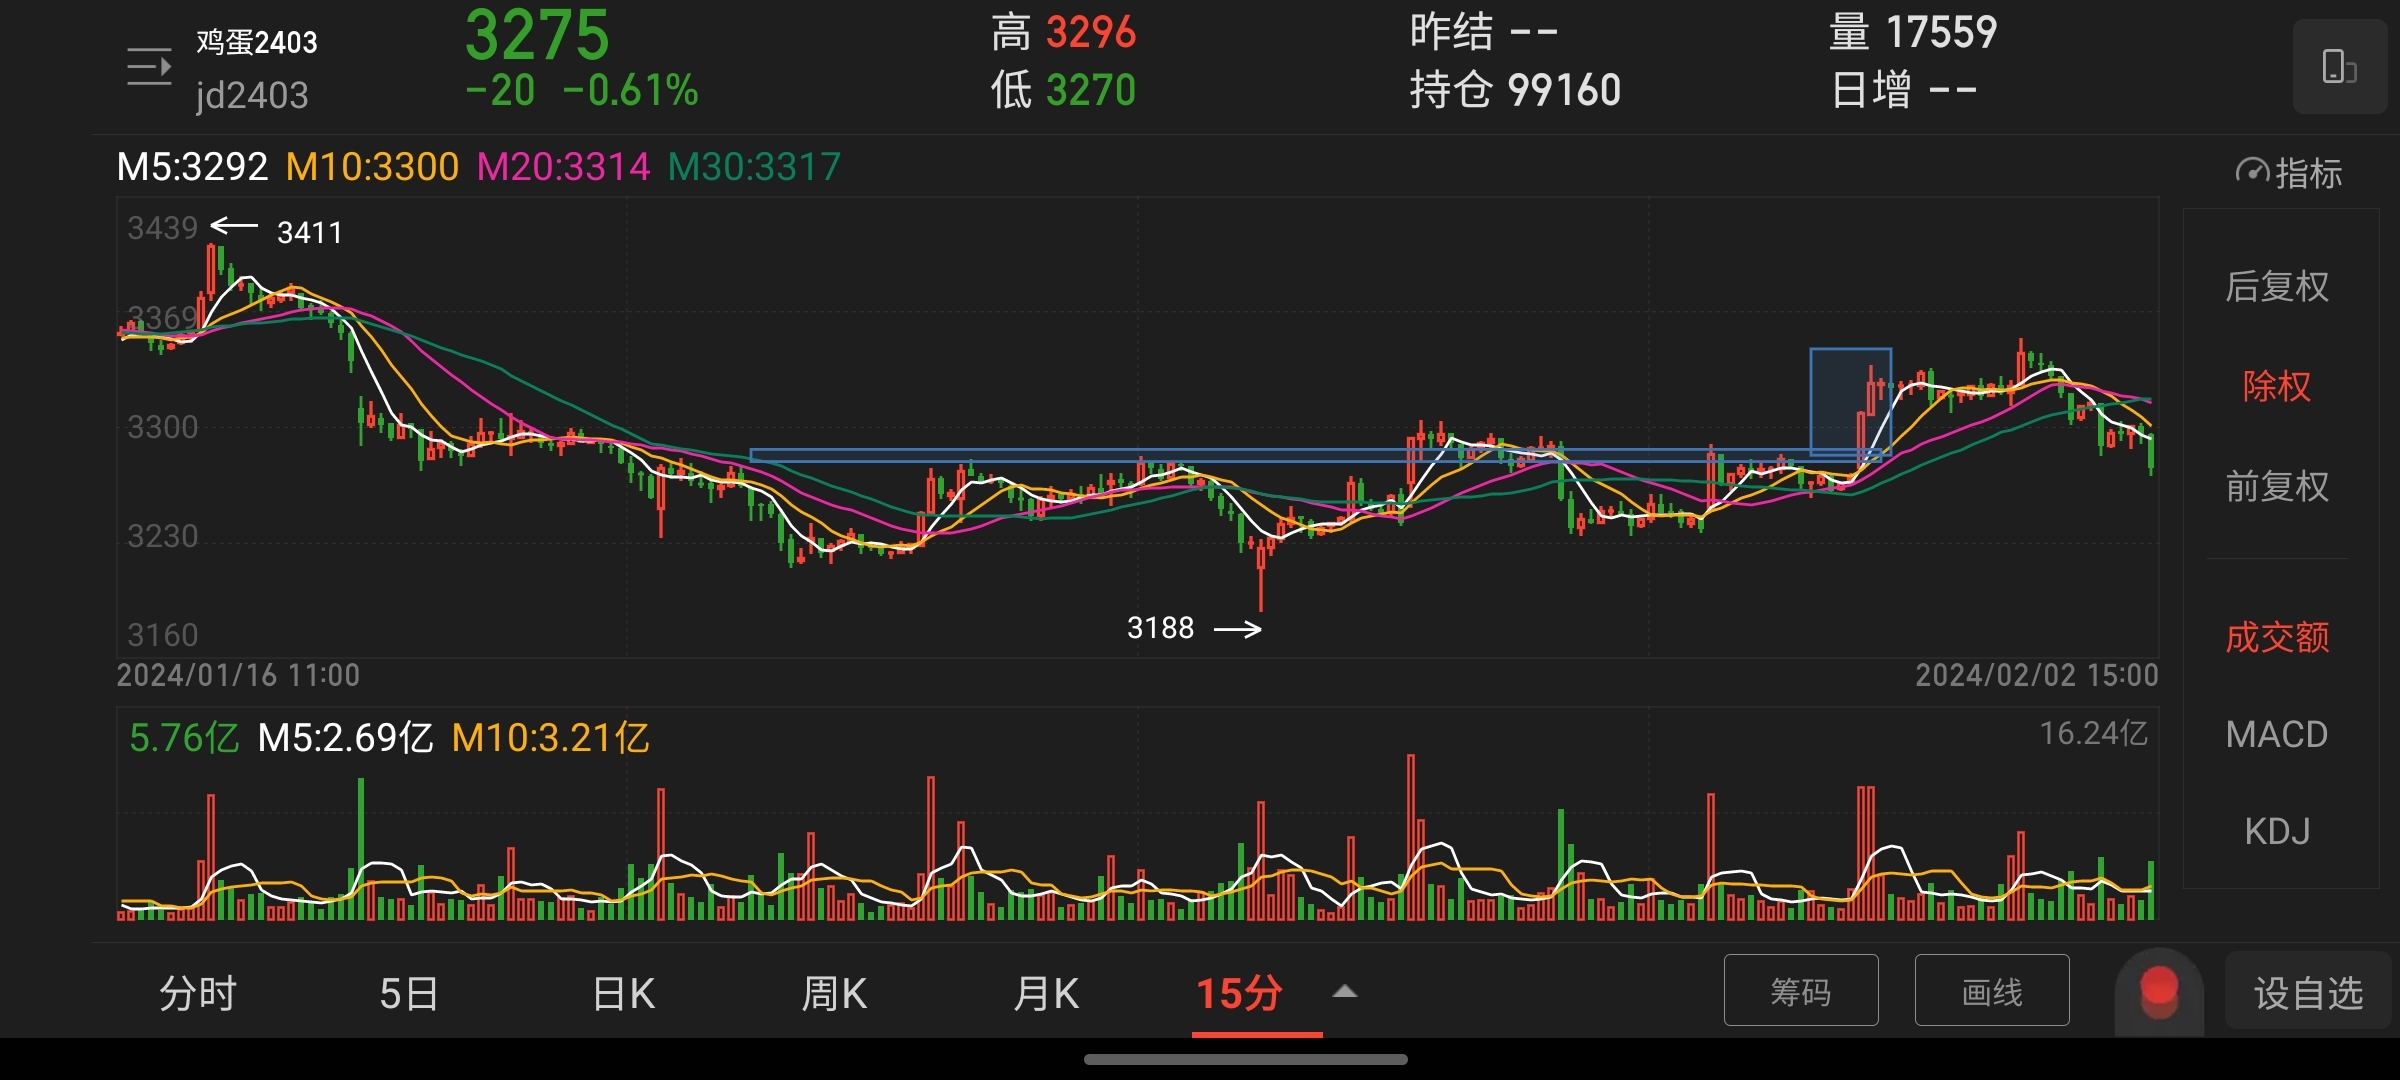 鸡蛋2403
jd2403
3275
-20 -0.61%
高 3296
低 3270
昨结 --
持仓 99160
量 17559
日增 --
M5:3292 M10:3300 M20:3314 M30:3317
指标
3439
3411
3369
3300
3230
3160
3188
2024/01/16 11:00
2024/02/02 15:00
后复权
除权
前复权
成交额
MACD
KDJ
5.76亿 M5:2.69亿 M10:3.21亿
16.24亿
分时 5日 日K 周K 月K 15分
筹码 画线 设自选